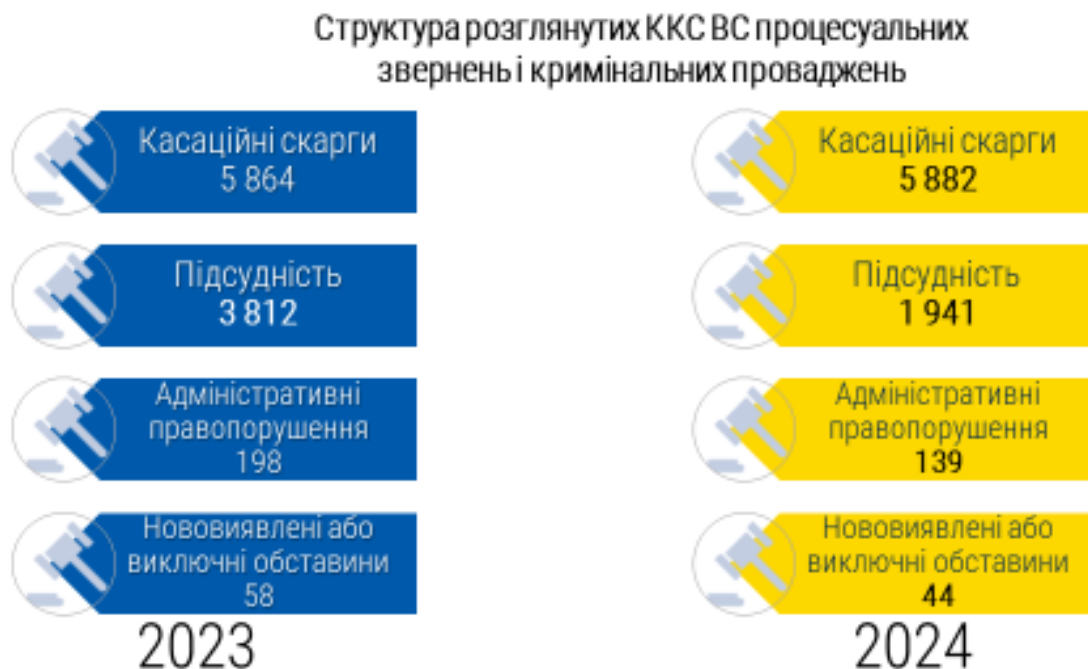 Структура розглянутих ККС ВС процесуальних
звернень і кримінальних проваджень
Касаційні скарги
5 864
Підсудність
3 812
Адміністративні
правопорушення
198
Нововиявлені або
виключні обставини
58
2023
Касаційні скарги
5 882
Підсудність
1 941
Адміністративні
правопорушення
139
Нововиявлені або
виключні обставини
44
2024